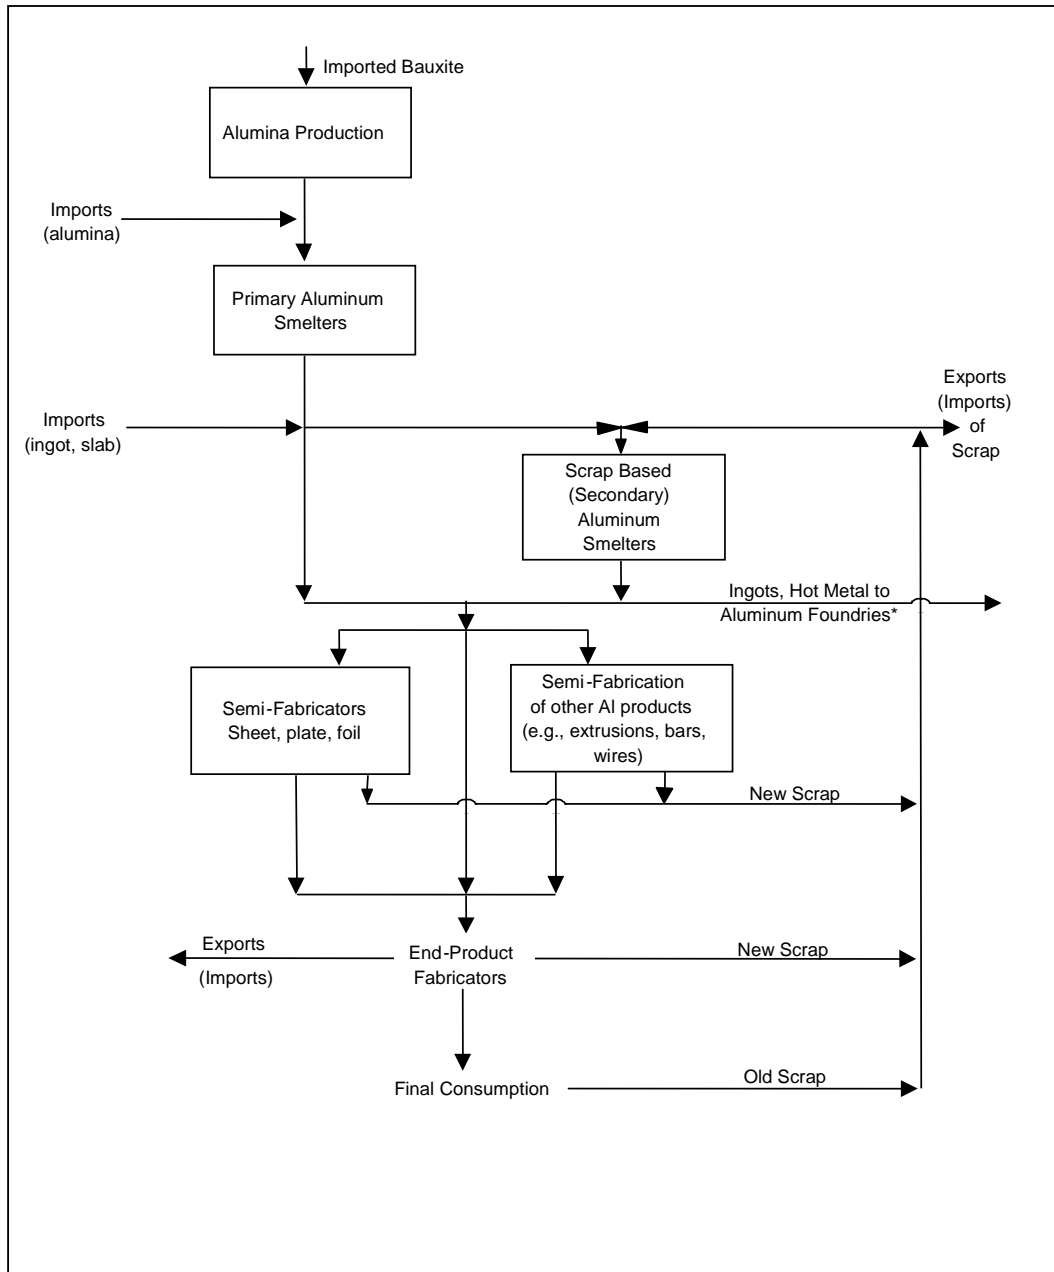 Imported Bauxite
Alumina Production
Imports
(alumina)
Primary Aluminum
Smelters
Imports
(ingot, slab)
Exports
(Imports)
of
Scrap
Scrap Based
(Secondary)
Aluminum
Smelters
Ingots, Hot Metal to
Aluminum Foundries*
Semi-Fabricators
Sheet, plate, foil
Semi-Fabrication
of other Al products
(e.g., extrusions, bars,
wires)
New Scrap
Exports
(Imports)
End-Product
Fabricators
New Scrap
Final Consumption
Old Scrap